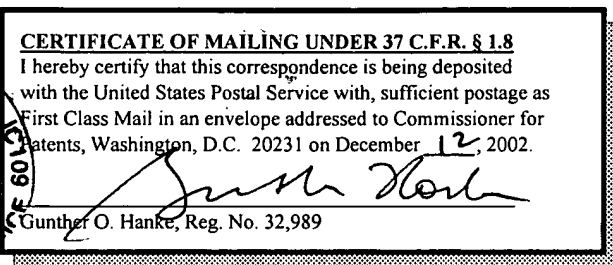 CERTIFICATE OF MAILING UNDER 37 C.F.R. § 1.8
I hereby certify that this correspondence is being deposited
with the United States Postal Service with, sufficient postage as
First Class Mail in an envelope addressed to Commissioner for
Patents, Washington, D.C. 20231 on December 12, 2002.
Gunther O. Hanke, Reg. No. 32,989